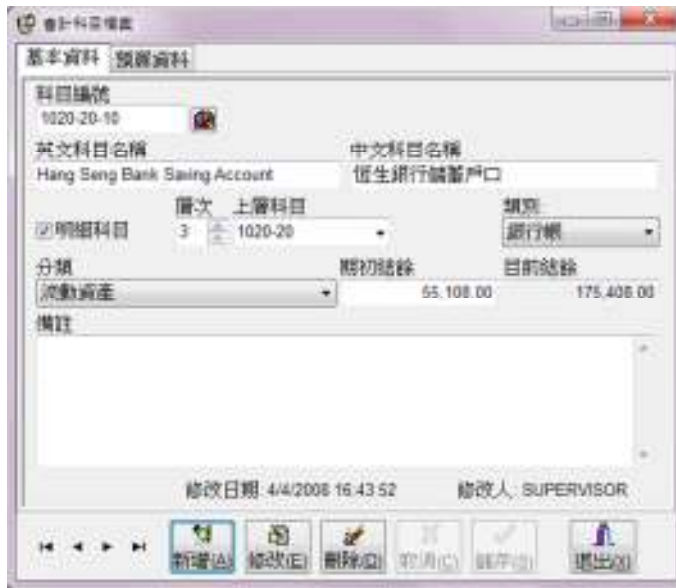 會計科目檔案
基本資料 預算資料
科目編號
1020-20-10
英文科目名稱 中文科目名稱
Hang Seng Bank Saving Account 恆生銀行儲蓄戶口
層次 上層科目 類別
明細科目 3 1020-20 銀行帳
分類 期初結餘 目前結餘
流動資產 55,108.00 175,408.00
備註
修改日期: 4/4/2008 16:43:52 修改人: SUPERVISOR
新增(A) 修改(E) 刪除(D) 取消(C) 儲存(S) 退出(X)